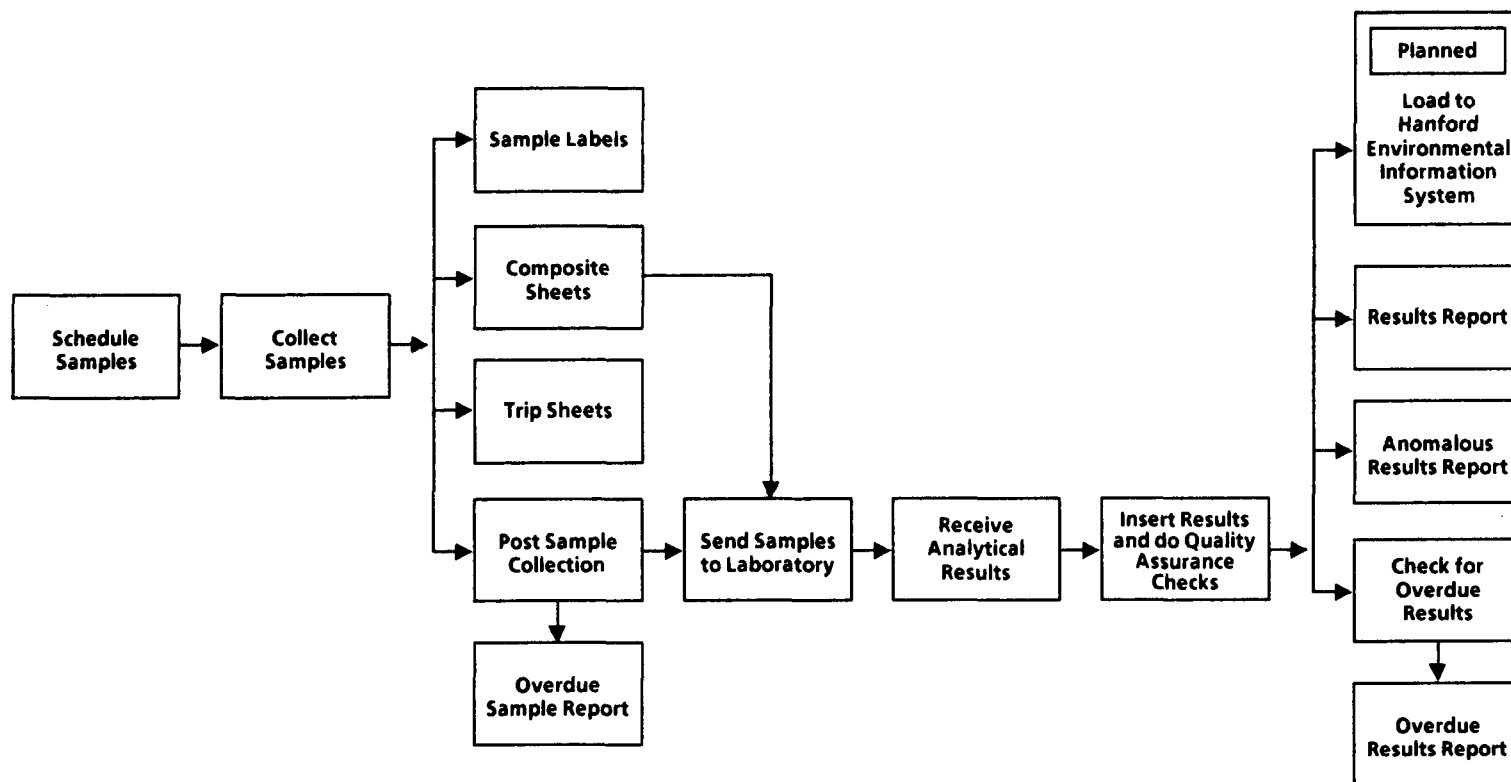 Schedule
Samples
Collect
Samples
Sample Labels
Composite
Sheets
Trip Sheets
Post Sample
Collection
Overdue
Sample Report
Send Samples
to Laboratory
Receive
Analytical
Results
Insert Results
and do Quality
Assurance
Checks
Planned
Load to
Hanford
Environmental
Information
System
Results Report
Anomalous
Results Report
Check for
Overdue
Results
Overdue
Results Report